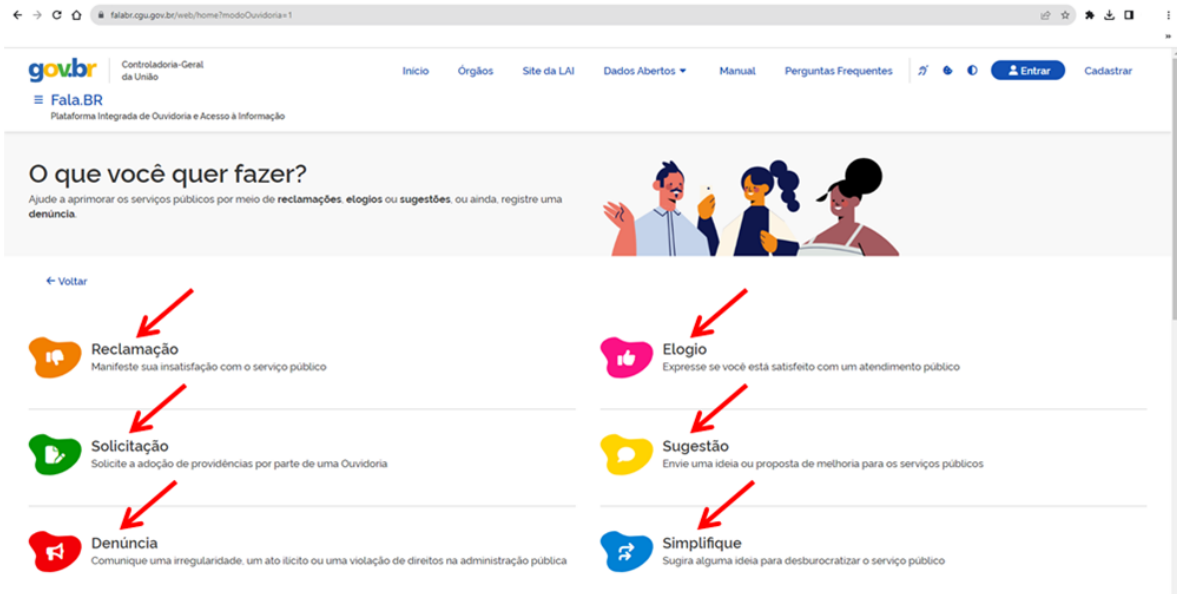 falabr.cgu.gov.br/web/home?modoOuvidoria=1
gov.br
Controladoria-Geral
da União
Início Órgãos Site da LAI Dados Abertos Manual Perguntas Frequentes Entrar Cadastrar
Fala.BR
Plataforma Integrada de Ouvidoria e Acesso à Informação
O que você quer fazer?
Ajude a aprimorar os serviços públicos por meio de reclamações, elogios ou sugestões, ou ainda, registre uma
denúncia.
Voltar
Reclamação
Manifeste sua insatisfação com o serviço público
Elogio
Expresse se você está satisfeito com um atendimento público
Solicitação
Solicite a adoção de providências por parte de uma Ouvidoria
Sugestão
Envie uma ideia ou proposta de melhoria para os serviços públicos
Denúncia
Comunique uma irregularidade, um ato ilícito ou uma violação de direitos na administração pública
Simplifique
Sugira alguma ideia para desburocratizar o serviço público